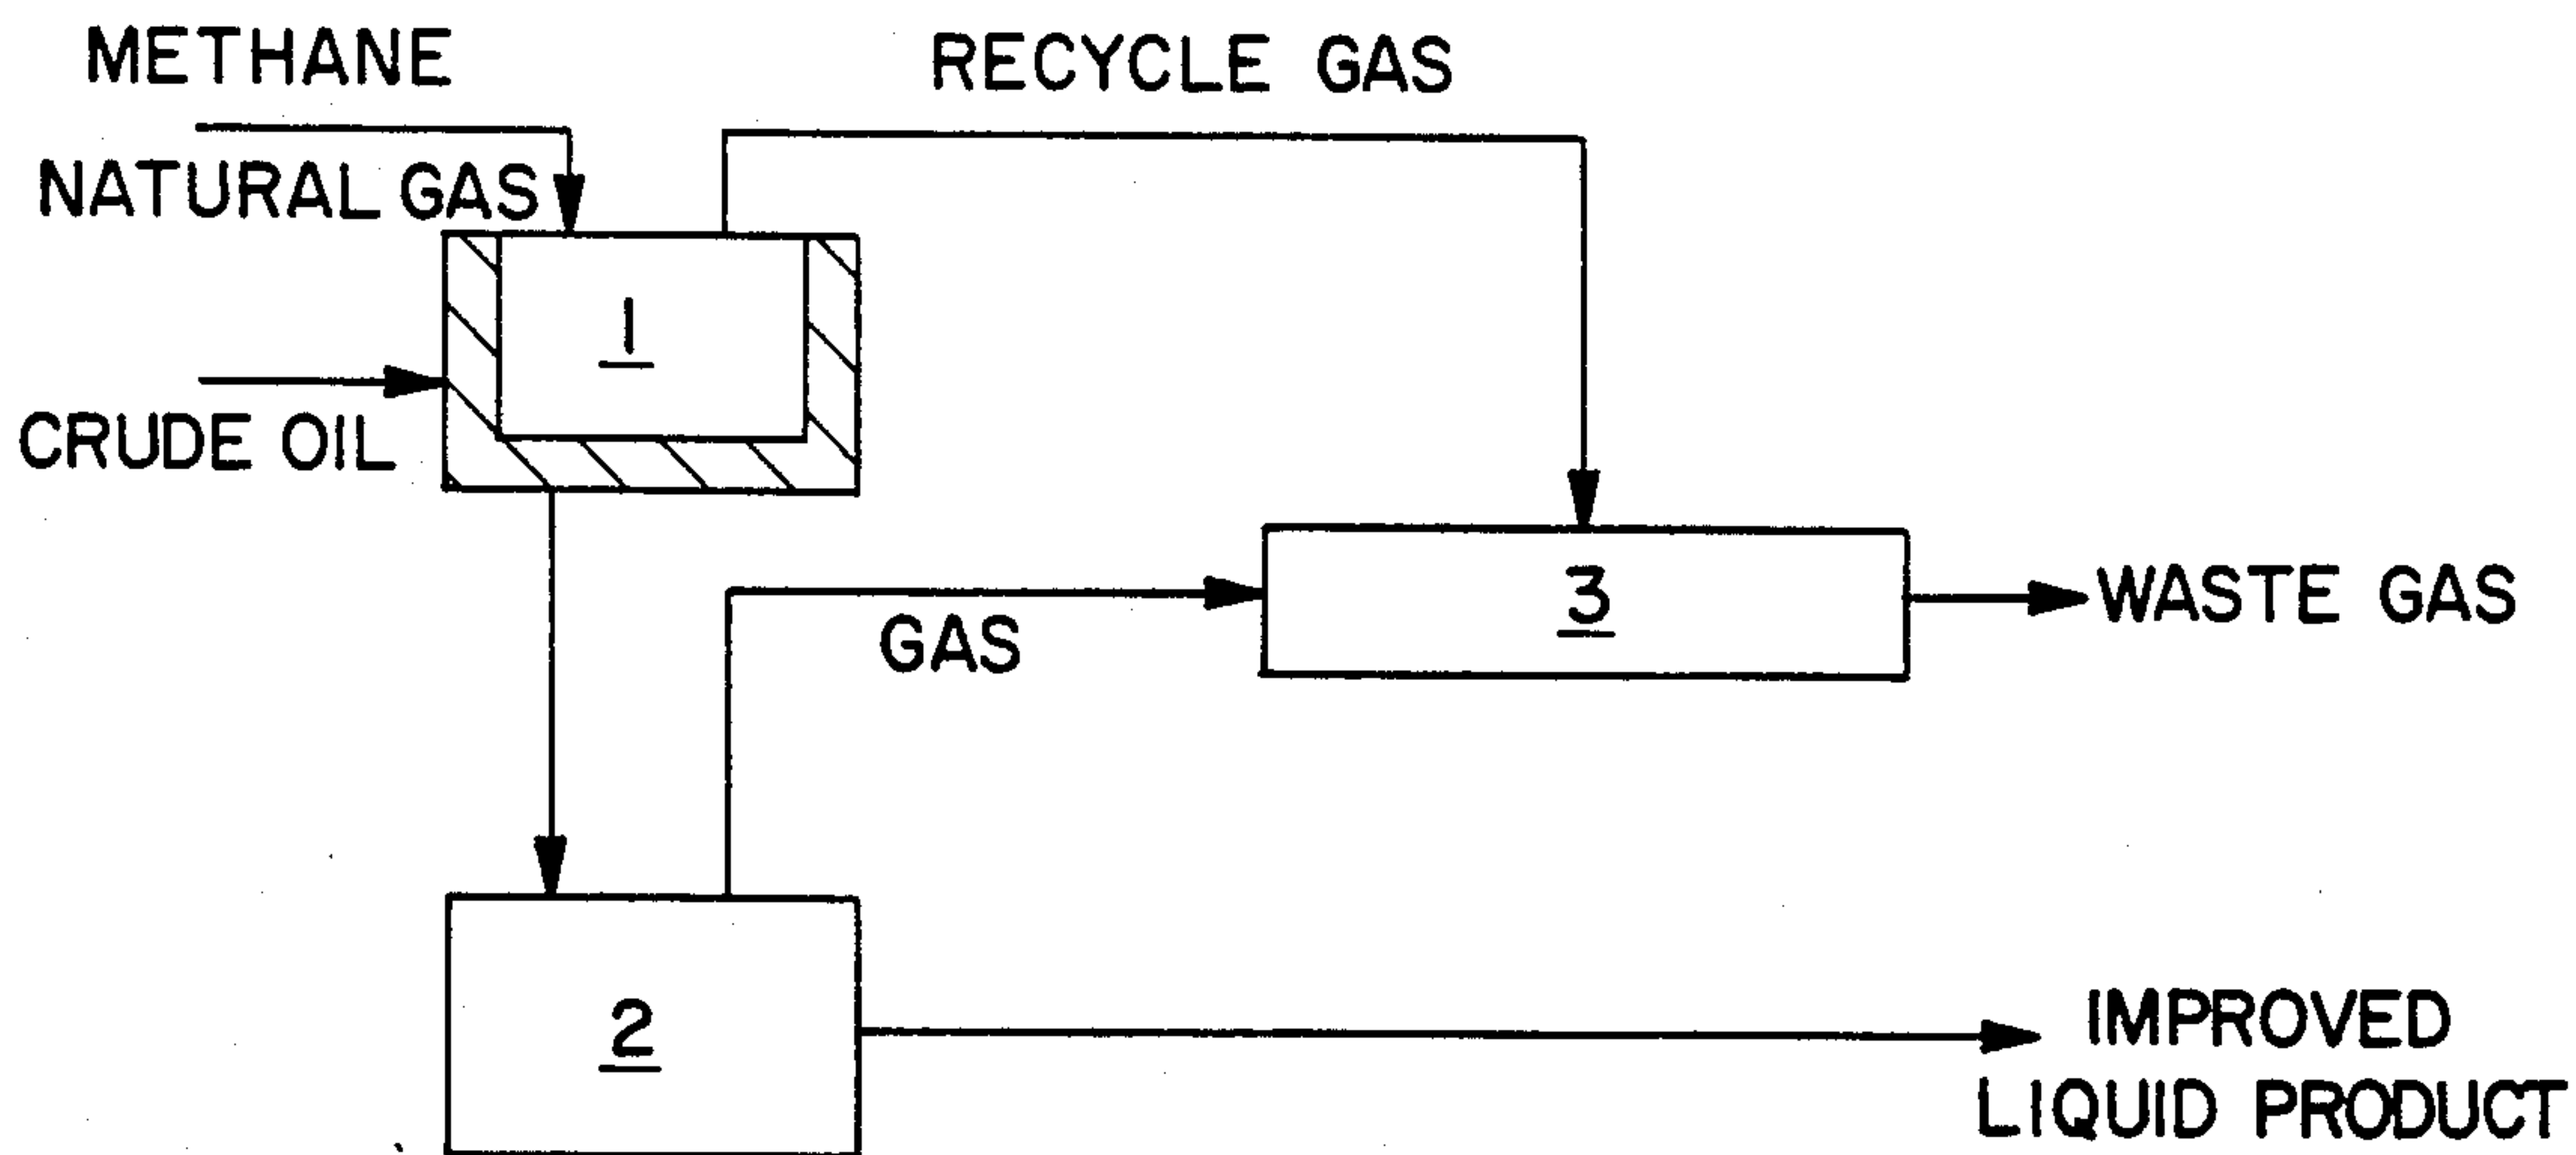 METHANE
RECYCLE GAS
NATURAL GAS
1
CRUDE OIL
3
WASTE GAS
GAS
2
IMPROVED
LIQUID PRODUCT